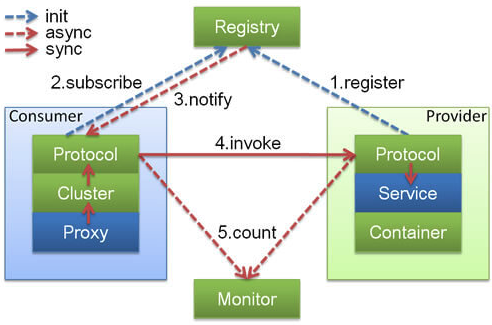 init
async
sync
Registry
2.subscribe
3.notify
1.register
Consumer
Provider
Protocol
Cluster
Proxy
4.invoke
Protocol
Service
Container
5.count
Monitor